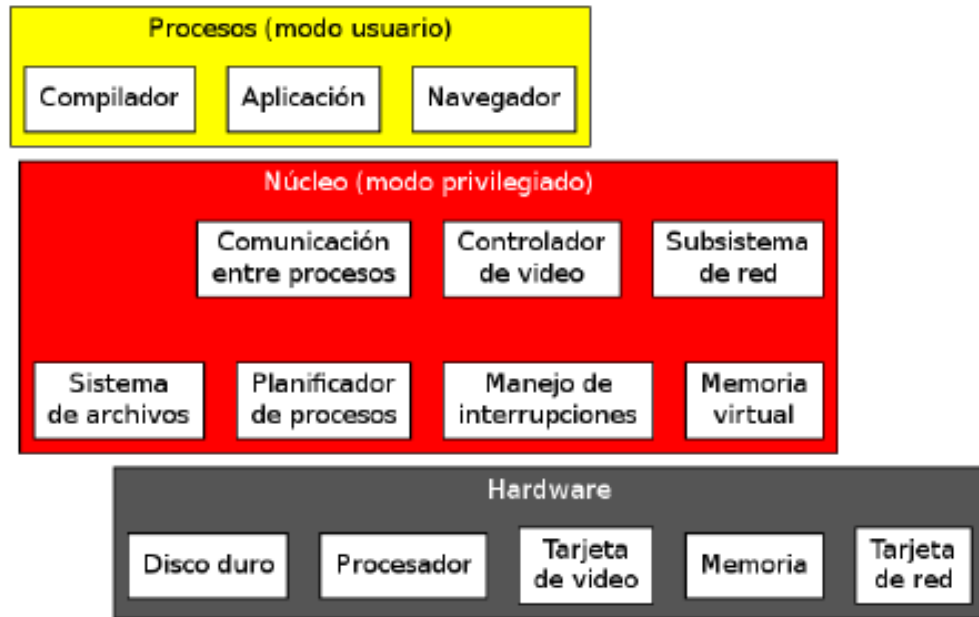 Procesos (modo usuario)
Compilador
Aplicación
Navegador
Núcleo (modo privilegiado)
Comunicación
entre procesos
Controlador
de video
Subsistema
de red
Sistema
de archivos
Planificador
de procesos
Manejo de
interrupciones
Memoria
virtual
Hardware
Disco duro
Procesador
Tarjeta
de video
Memoria
Tarjeta
de red